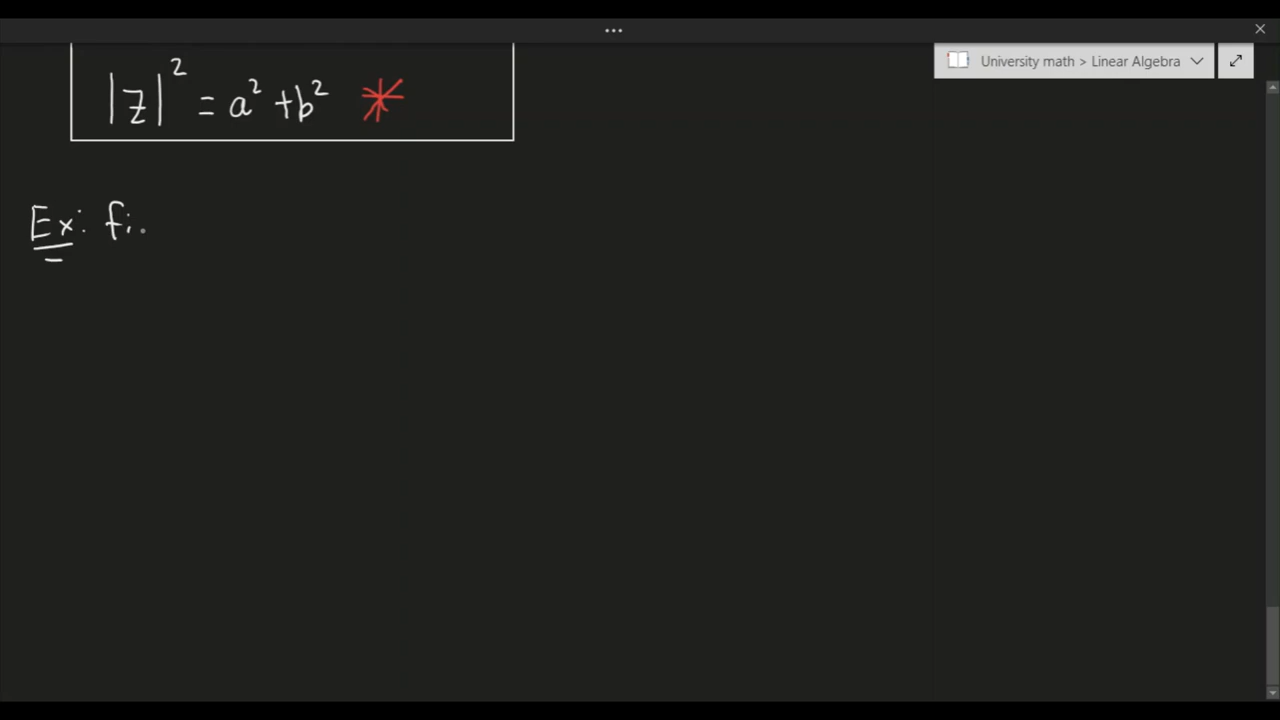 ...
University math > Linear Algebra
|z|² = a² + b² *
Ex: fi